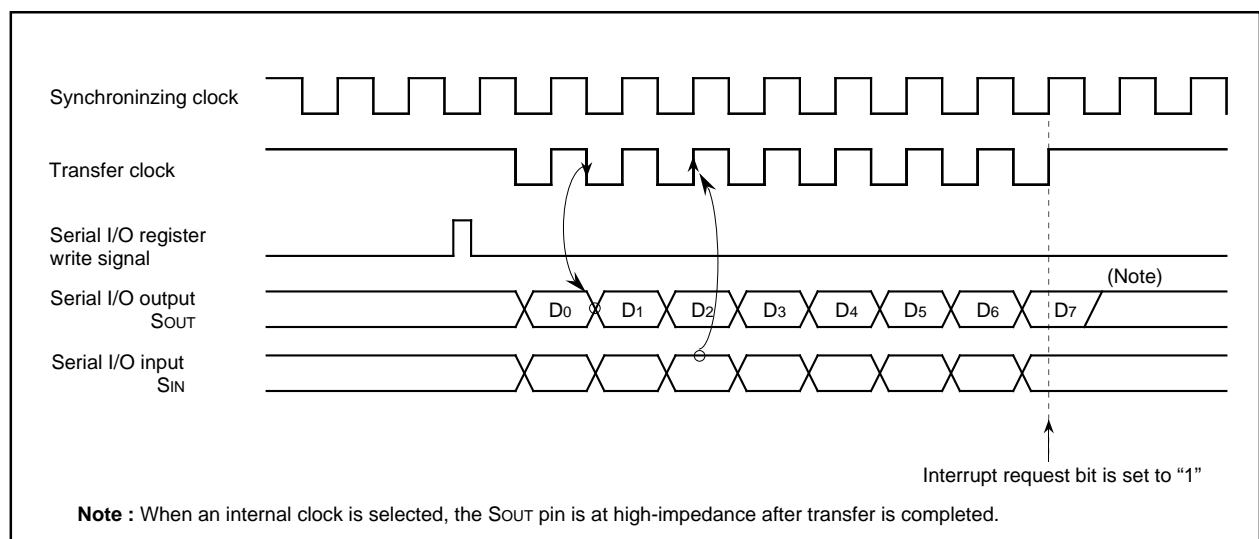 Synchroninzing clock
Transfer clock
Serial I/O register
write signal
(Note)
Serial I/O output
SOUT
D0 D1 D2 D3 D4 D5 D6 D7
Serial I/O input
SIN
Interrupt request bit is set to “1”
Note : When an internal clock is selected, the SOUT pin is at high-impedance after transfer is completed.